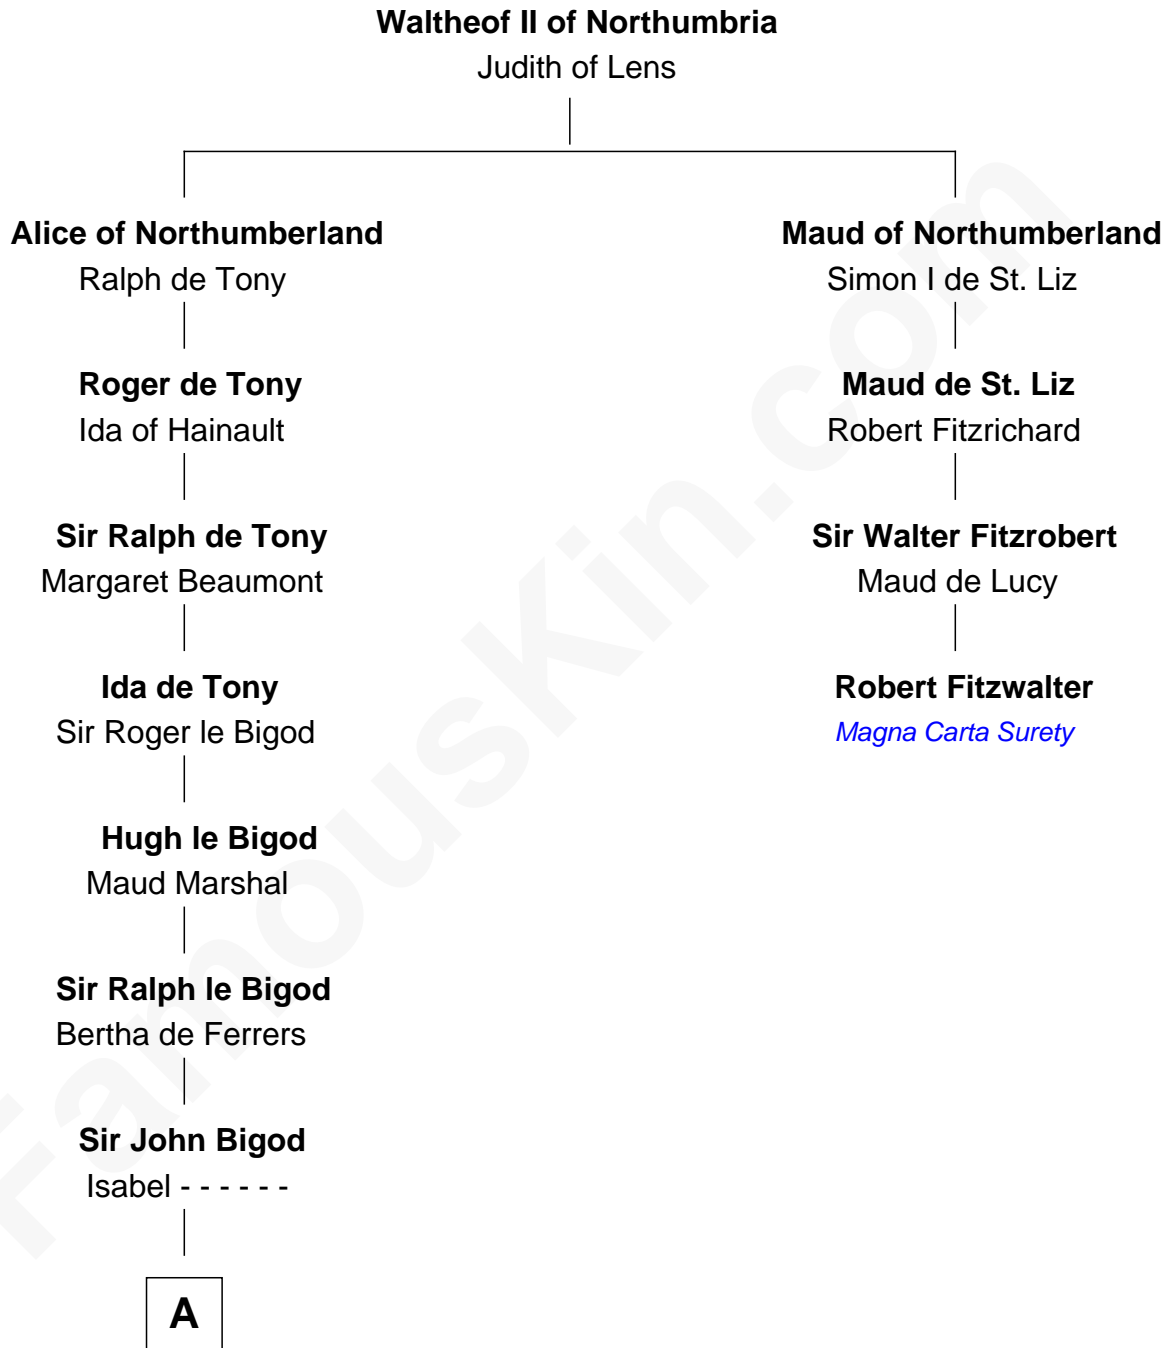 Waltheof II of Northumbria
Judith of Lens
Alice of Northumberland
Ralph de Tony
Roger de Tony
Ida of Hainault
Sir Ralph de Tony
Margaret Beaumont
Ida de Tony
Sir Roger le Bigod
Hugh le Bigod
Maud Marshal
Sir Ralph le Bigod
Bertha de Ferrers
Sir John Bigod
Isabel - - - - - -
A
Maud of Northumberland
Simon I de St. Liz
Maud de St. Liz
Robert Fitzrichard
Sir Walter Fitzrobert
Maud de Lucy
Robert Fitzwalter
Magna Carta Surety
FamousKin.com